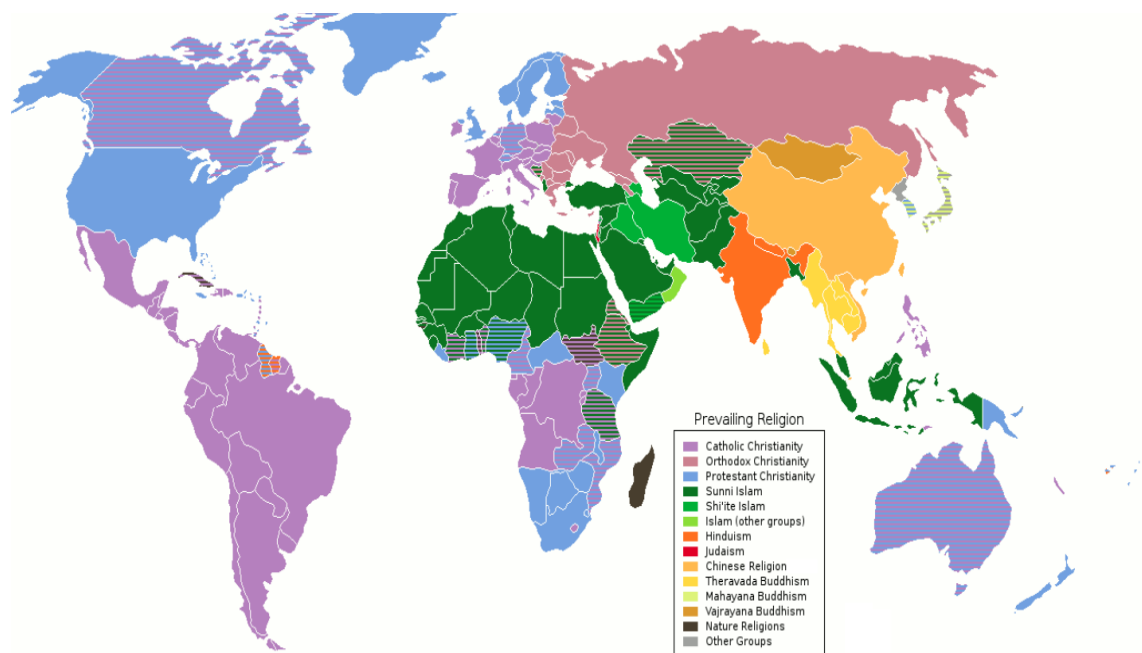 Prevailing Religion
Catholic Christianity
Orthodox Christianity
Protestant Christianity
Sunni Islam
Shi'ite Islam
Islam (other groups)
Hinduism
Judaism
Chinese Religion
Theravada Buddhism
Mahayana Buddhism
Vajrayana Buddhism
Nature Religions
Other Groups